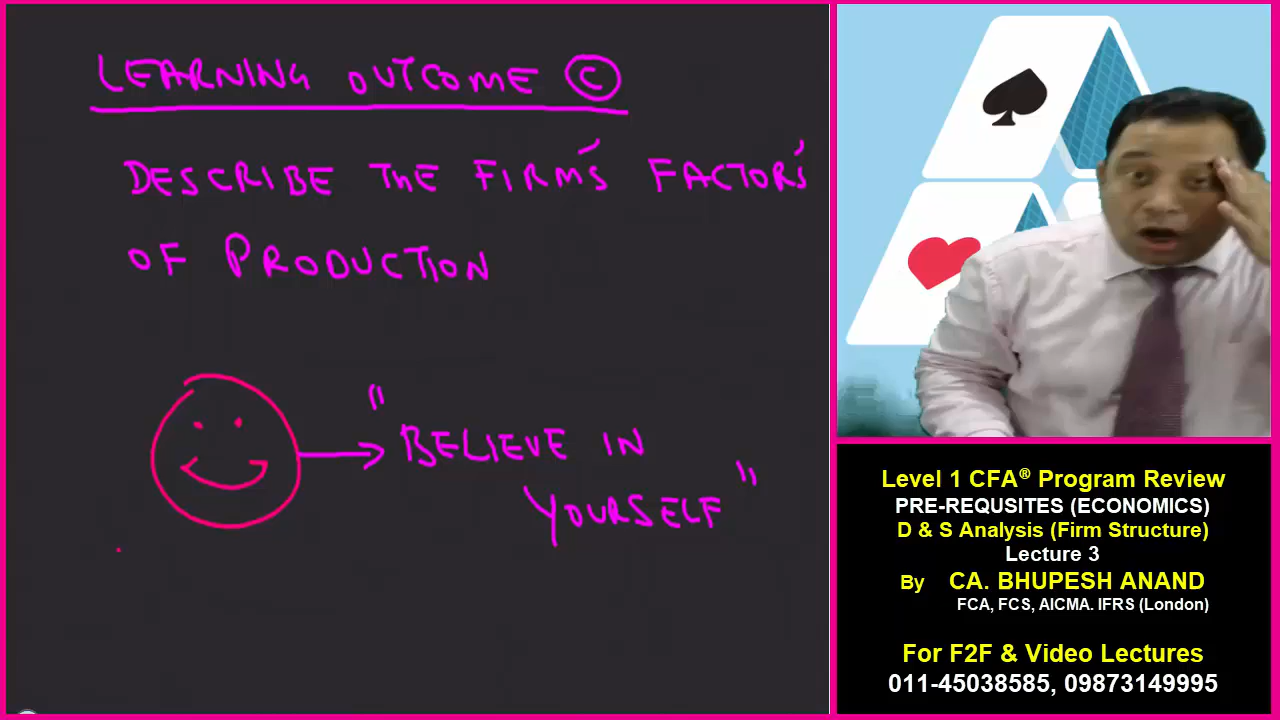 LEARNING OUTCOME ©
DESCRIBE THE FIRM'S FACTOR'S
OF PRODUCTION
"BELIEVE IN
YOURSELF"
Level 1 CFA® Program Review
PRE-REQUSITES (ECONOMICS)
D & S Analysis (Firm Structure)
Lecture 3
By CA. BHUPESH ANAND
FCA, FCS, AICMA. IFRS (London)
For F2F & Video Lectures
011-45038585, 09873149995